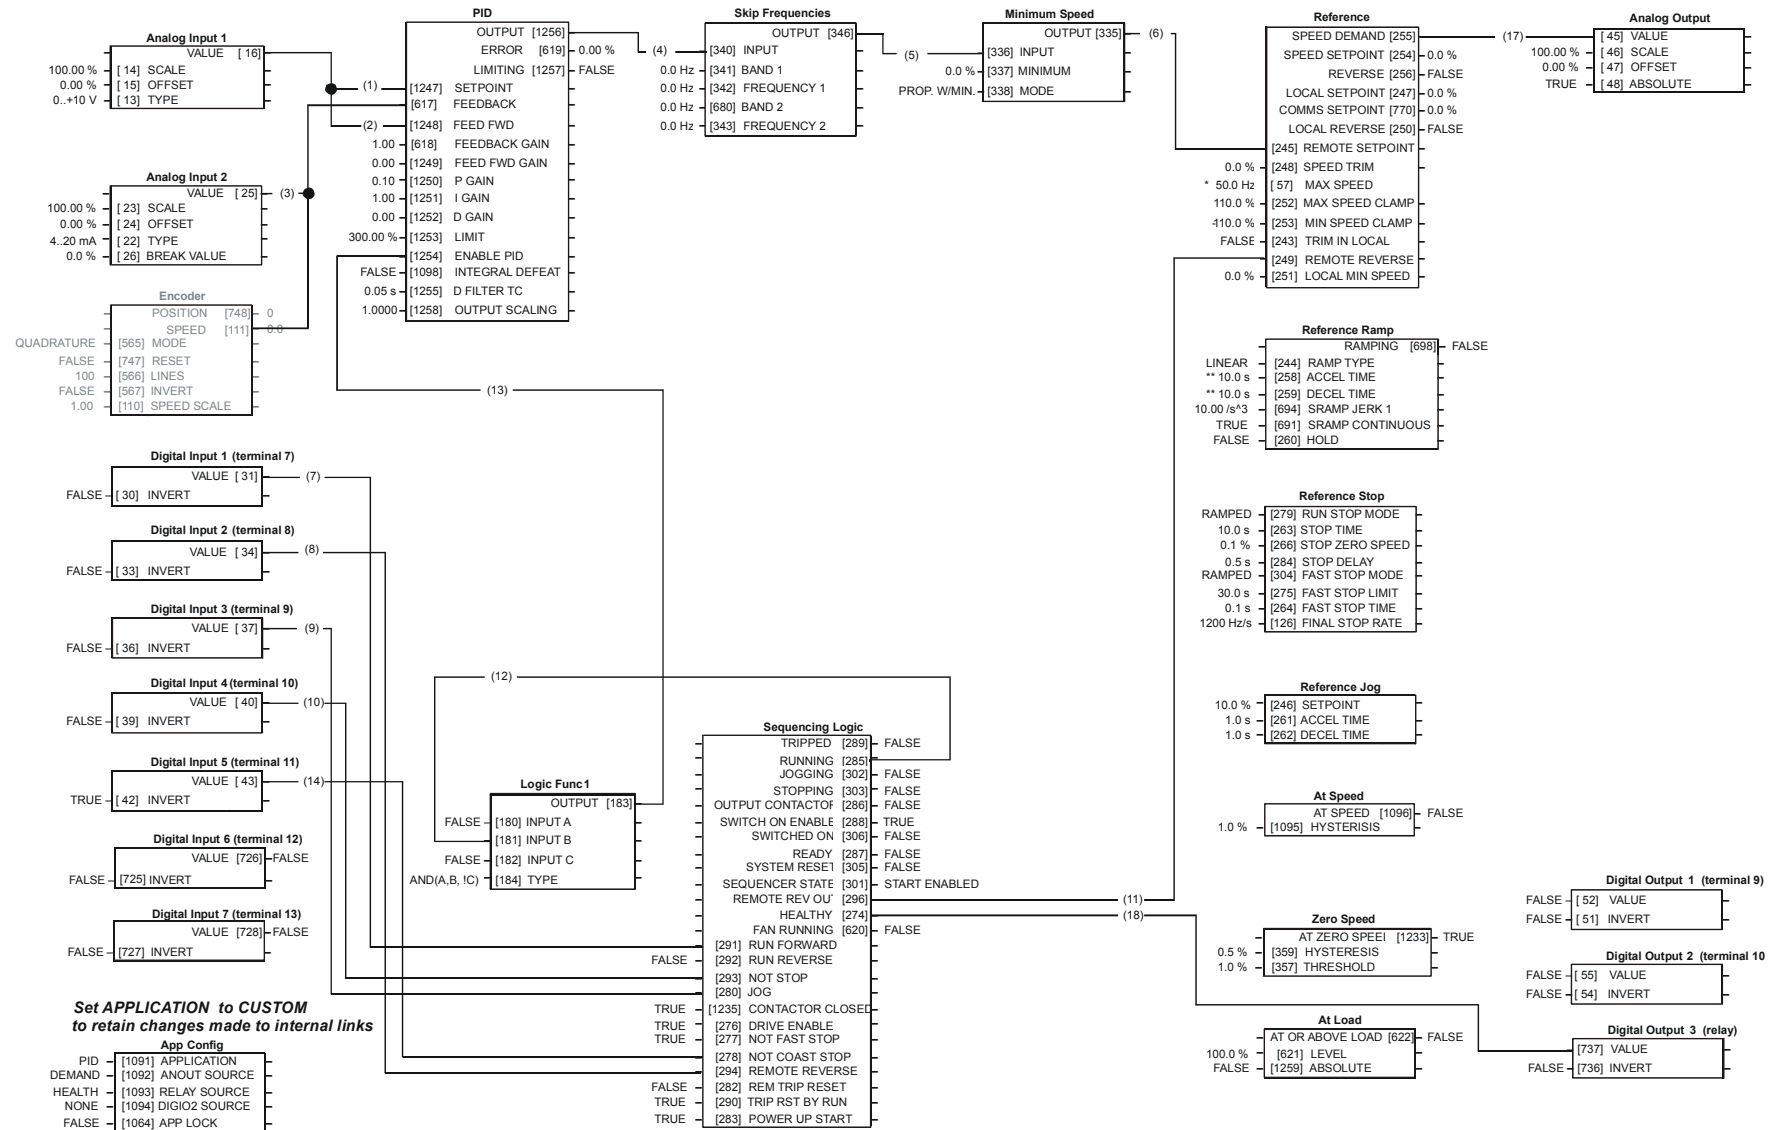 Analog Input 1
VALUE [ 16]
100.00 % [ 14] SCALE
0.00 % [ 15] OFFSET
0..+10 V [ 13] TYPE
Analog Input 2
VALUE [ 25]
100.00 % [ 23] SCALE
0.00 % [ 24] OFFSET
4..20 mA [ 22] TYPE
0.0 % [ 26] BREAK VALUE
Encoder
POSITION [748] 0
SPEED [111] 0.0
QUADRATURE [565] MODE
FALSE [747] RESET
100 [566] LINES
FALSE [567] INVERT
1.00 [110] SPEED SCALE
Digital Input 1 (terminal 7)
VALUE [ 31]
FALSE [ 30] INVERT
Digital Input 2 (terminal 8)
VALUE [ 34]
FALSE [ 33] INVERT
Digital Input 3 (terminal 9)
VALUE [ 37]
FALSE [ 36] INVERT
Digital Input 4 (terminal 10)
VALUE [ 40]
FALSE [ 39] INVERT
Digital Input 5 (terminal 11)
VALUE [ 43]
TRUE [ 42] INVERT
Digital Input 6 (terminal 12)
VALUE [726] FALSE
FALSE [725] INVERT
Digital Input 7 (terminal 13)
VALUE [728] FALSE
FALSE [727] INVERT
Set APPLICATION to CUSTOM
to retain changes made to internal links
App Config
PID [1091] APPLICATION
DEMAND [1092] ANOUT SOURCE
HEALTH [1093] RELAY SOURCE
NONE [1094] DIGIO2 SOURCE
FALSE [1064] APP LOCK
(1)
(2)
(3)
(7)
(8)
(9)
(10)
(14)
PID
OUTPUT [1256]
ERROR [619] 0.00 %
LIMITING [1257] FALSE
[1247] SETPOINT
[617] FEEDBACK
[1248] FEED FWD
1.00 [618] FEEDBACK GAIN
0.00 [1249] FEED FWD GAIN
0.10 [1250] P GAIN
1.00 [1251] I GAIN
0.00 [1252] D GAIN
300.00 % [1253] LIMIT
[1254] ENABLE PID
FALSE [1098] INTEGRAL DEFEAT
0.05 s [1255] D FILTER TC
1.0000 [1258] OUTPUT SCALING
(13)
(4)
Skip Frequencies
OUTPUT [346]
[340] INPUT
0.0 Hz [341] BAND 1
0.0 Hz [342] FREQUENCY 1
0.0 Hz [680] BAND 2
0.0 Hz [343] FREQUENCY 2
(5)
Minimum Speed
OUTPUT [335]
[336] INPUT
0.0 % [337] MINIMUM
PROP. W/MIN. [338] MODE
(6)
(12)
Logic Func1
OUTPUT [183]
FALSE [180] INPUT A
[181] INPUT B
FALSE [182] INPUT C
AND(A,B, !C) [184] TYPE
Sequencing Logic
TRIPPED [289] FALSE
RUNNING [285]
JOGGING [302] FALSE
STOPPING [303] FALSE
OUTPUT CONTACTOF [286] FALSE
SWITCH ON ENABLE [288] TRUE
SWITCHED ON [306] FALSE
READY [287] FALSE
SYSTEM RESET [305] FALSE
SEQUENCER STATE [301] START ENABLED
REMOTE REV OU' [296]
HEALTHY [274]
FAN RUNNING [620] FALSE
[291] RUN FORWARD
FALSE [292] RUN REVERSE
[293] NOT STOP
[280] JOG
TRUE [1235] CONTACTOR CLOSED
TRUE [276] DRIVE ENABLE
TRUE [277] NOT FAST STOP
[278] NOT COAST STOP
[294] REMOTE REVERSE
FALSE [282] REM TRIP RESET
TRUE [290] TRIP RST BY RUN
TRUE [283] POWER UP START
(11)
(18)
Reference
SPEED DEMAND [255]
SPEED SETPOINT [254] 0.0 %
REVERSE [256] FALSE
LOCAL SETPOINT [247] 0.0 %
COMMS SETPOINT [770] 0.0 %
LOCAL REVERSE [250] FALSE
[245] REMOTE SETPOINT
0.0 % [248] SPEED TRIM
* 50.0 Hz [ 57] MAX SPEED
110.0 % [252] MAX SPEED CLAMP
-110.0 % [253] MIN SPEED CLAMP
FALSE [243] TRIM IN LOCAL
[249] REMOTE REVERSE
0.0 % [251] LOCAL MIN SPEED
(17)
Reference Ramp
RAMPING [698] FALSE
LINEAR [244] RAMP TYPE
** 10.0 s [258] ACCEL TIME
** 10.0 s [259] DECEL TIME
10.00 /s^3 [694] SRAMP JERK 1
TRUE [691] SRAMP CONTINUOUS
FALSE [260] HOLD
Reference Stop
RAMPED [279] RUN STOP MODE
10.0 s [263] STOP TIME
0.1 % [266] STOP ZERO SPEED
0.5 s [284] STOP DELAY
RAMPED [304] FAST STOP MODE
30.0 s [275] FAST STOP LIMIT
0.1 s [264] FAST STOP TIME
1200 Hz/s [126] FINAL STOP RATE
Reference Jog
10.0 % [246] SETPOINT
1.0 s [261] ACCEL TIME
1.0 s [262] DECEL TIME
At Speed
AT SPEED [1096] FALSE
1.0 % [1095] HYSTERISIS
Zero Speed
AT ZERO SPEEI [1233] TRUE
0.5 % [359] HYSTERESIS
1.0 % [357] THRESHOLD
At Load
AT OR ABOVE LOAD [622] FALSE
100.0 % [621] LEVEL
FALSE [1259] ABSOLUTE
Analog Output
[ 45] VALUE
100.00 % [ 46] SCALE
0.00 % [ 47] OFFSET
TRUE [ 48] ABSOLUTE
Digital Output 1 (terminal 9)
FALSE [ 52] VALUE
FALSE [ 51] INVERT
Digital Output 2 (terminal 10
FALSE [ 55] VALUE
FALSE [ 54] INVERT
Digital Output 3 (relay)
[737] VALUE
FALSE [736] INVERT